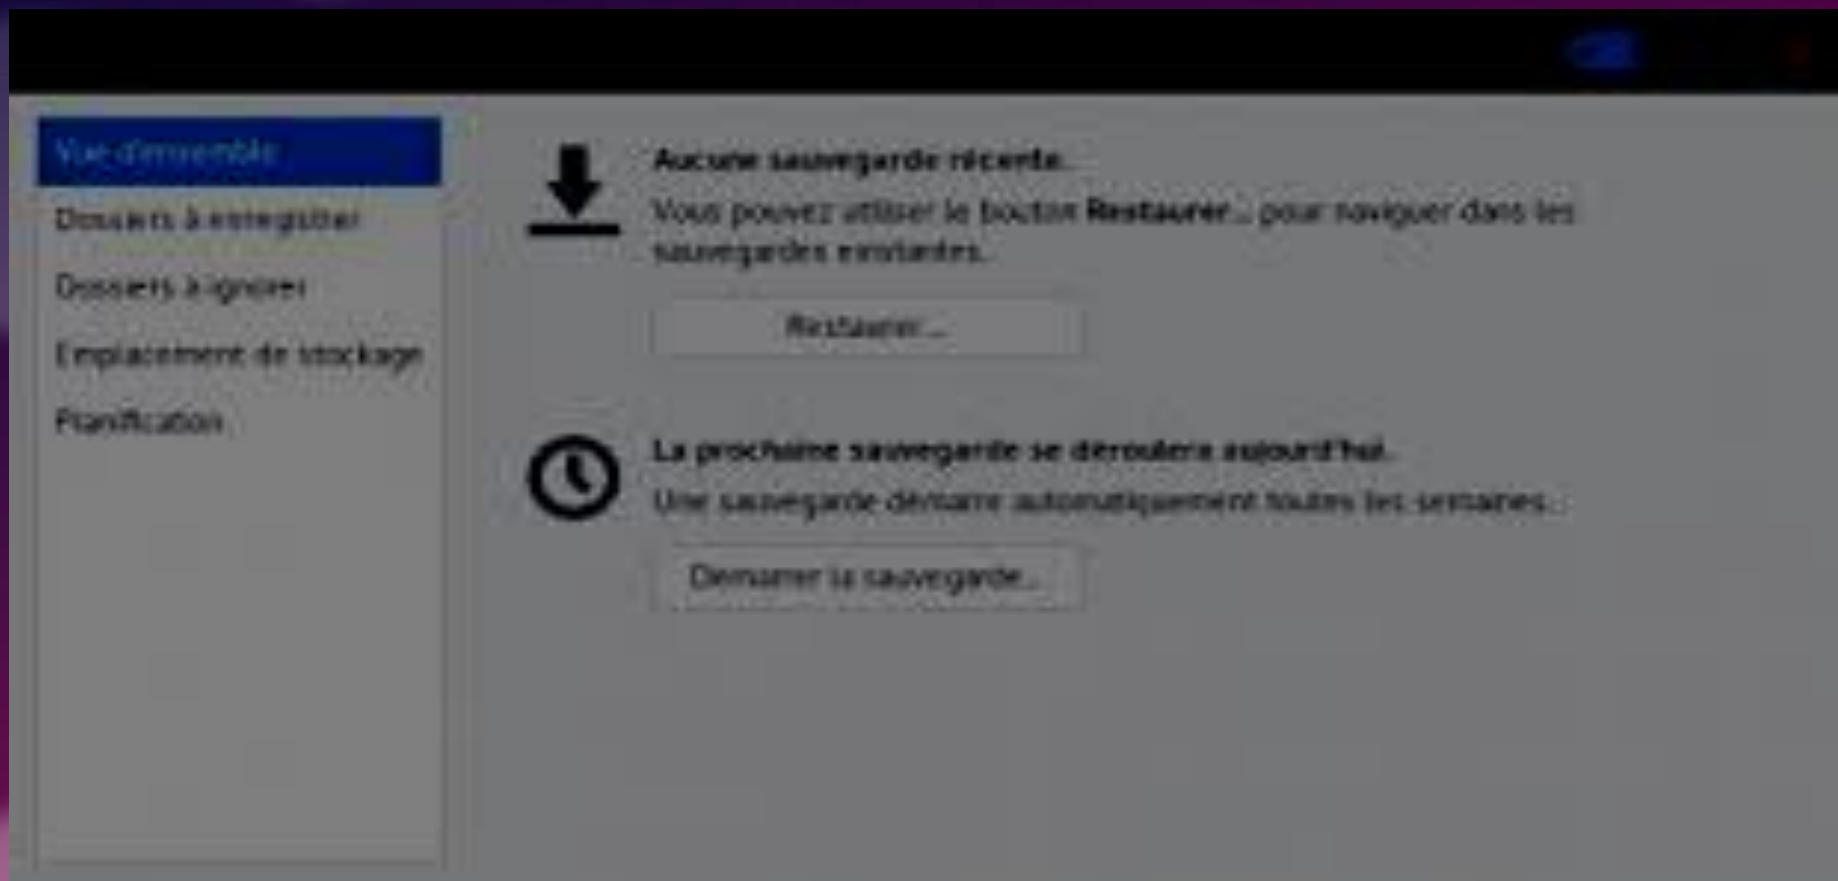 Vue d'ensemble
Dossiers à enregistrer
Dossiers à ignorer
Emplacement de stockage
Planification
Aucune sauvegarde récente.
Vous pouvez utiliser le bouton Restaurer... pour naviguer dans les
sauvegardes existantes.
Restaurer...
La prochaine sauvegarde se déroulera aujourd'hui.
Une sauvegarde démarre automatiquement toutes les semaines.
Démarrer la sauvegarde...